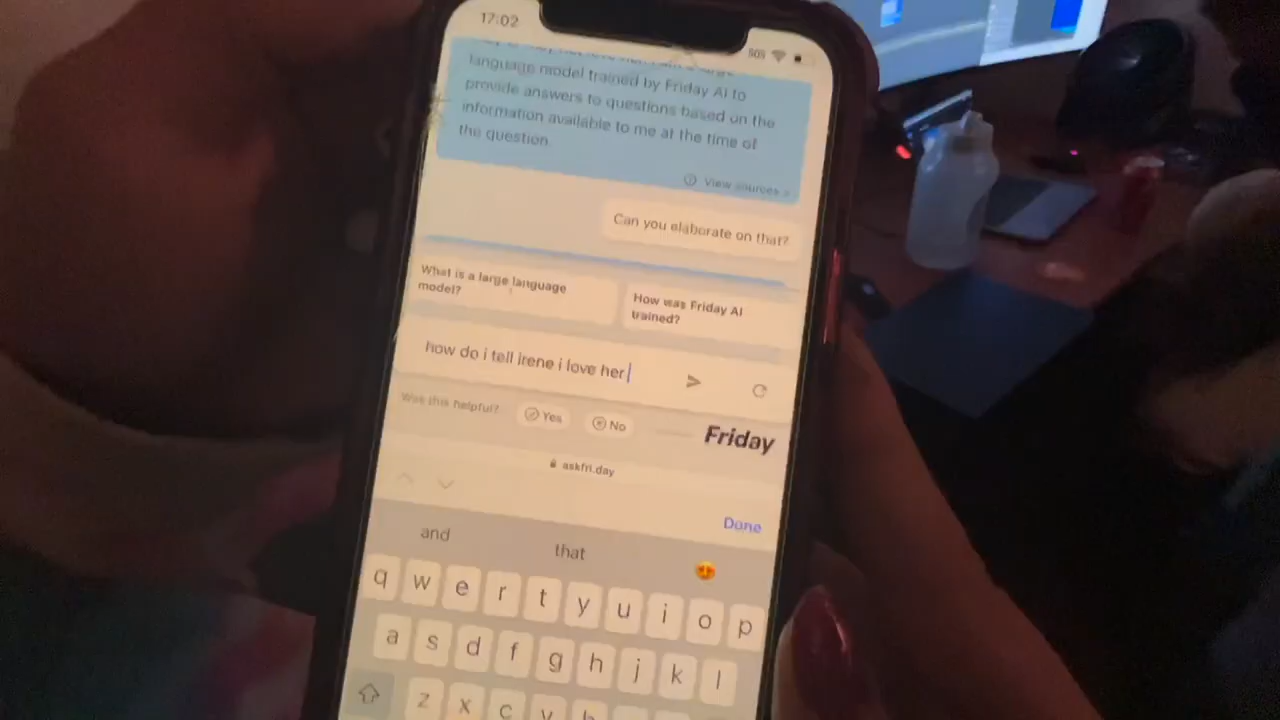 17:02
SOS
language model trained by Friday AI to
provide answers to questions based on the
information available to me at the time of
the question.
View sources >
Can you elaborate on that?
What is a large language
model?
How was Friday AI
trained?
how do i tell irene i love her
Was this helpful?
Yes
No
Friday
askfri.day
Done
and
that
q w e r t y u i o p
a s d f g h j k l
z x c v b